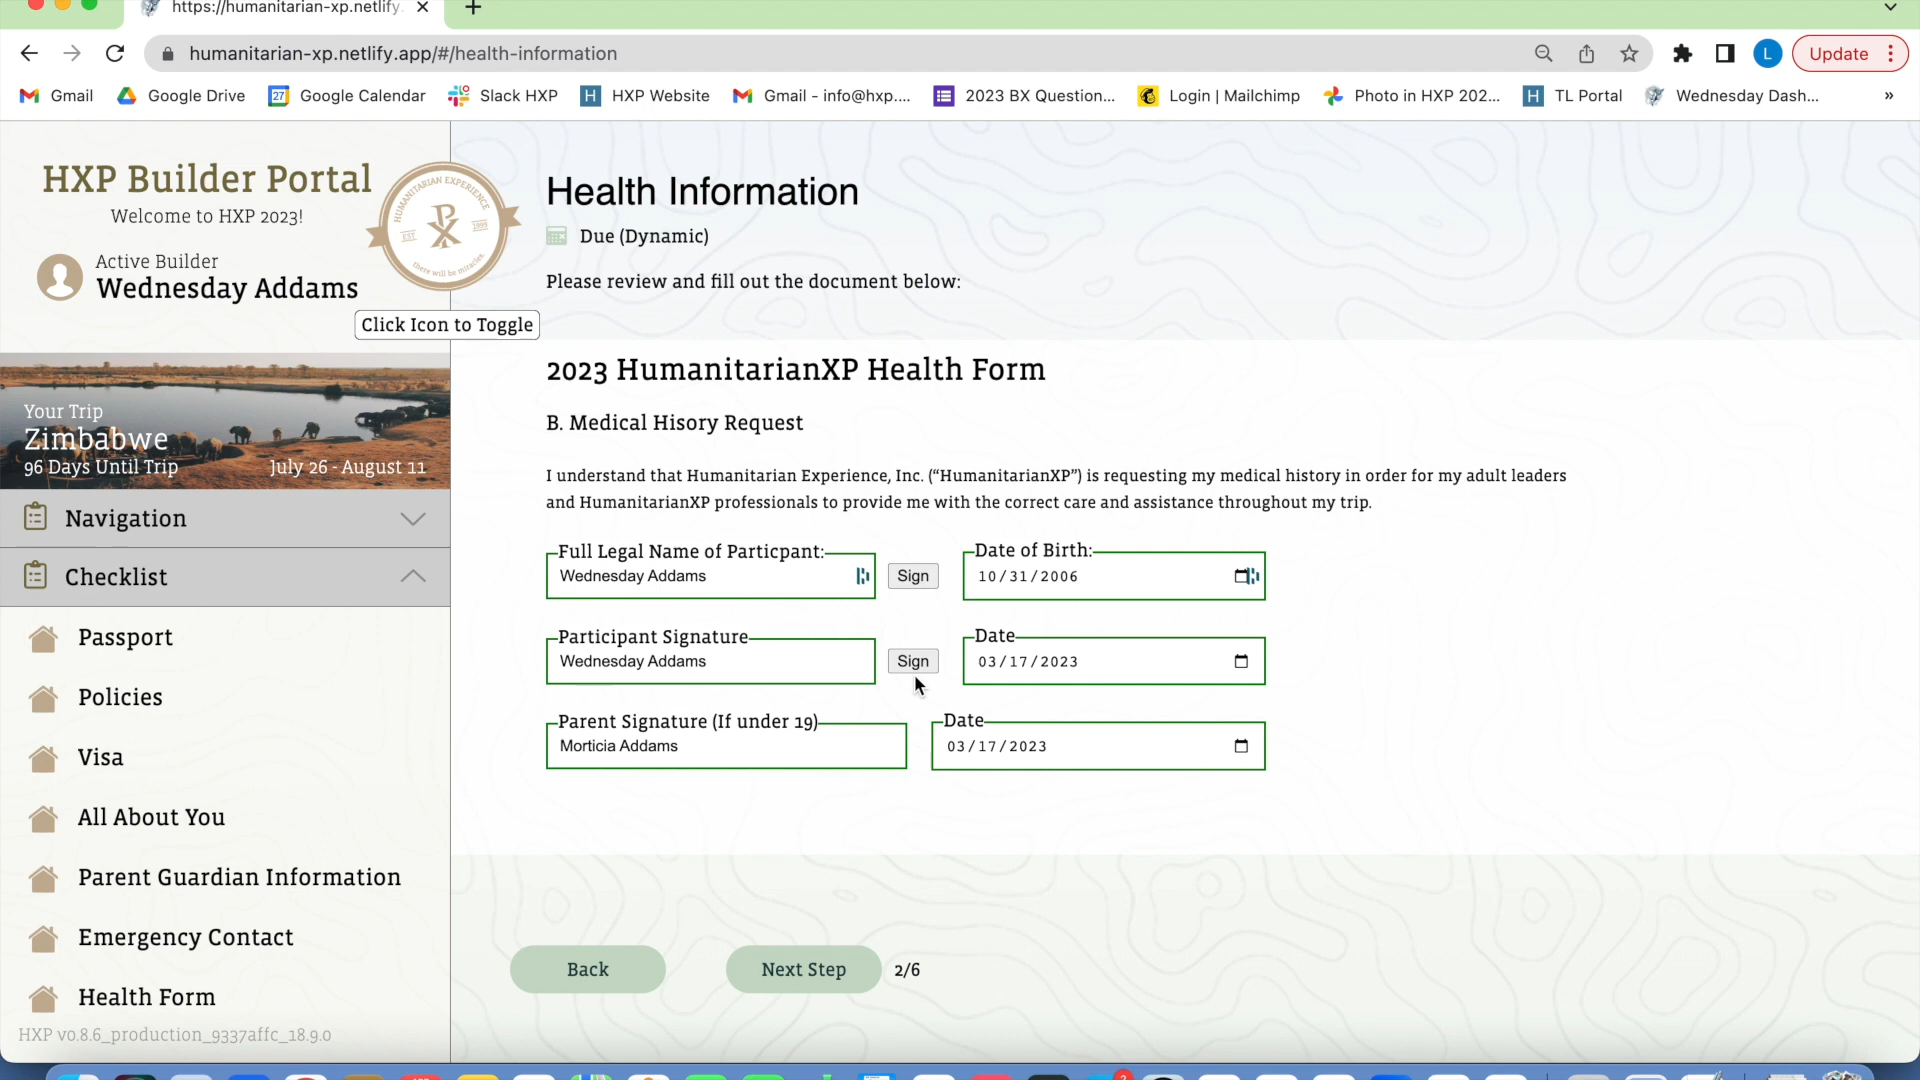 https://humanitarian-xp.netlify.
humanitarian-xp.netlify.app/#/health-information
L
Update
Gmail
Google Drive
27
Google Calendar
Slack HXP
H
HXP Website
Gmail - info@hxp....
2023 BX Question...
Login | Mailchimp
Photo in HXP 202...
H
TL Portal
Wednesday Dash...
»
HXP Builder Portal
Welcome to HXP 2023!
Active Builder
Wednesday Addams
HUMANITARIAN EXPERIENCE
EST
there will be miracles.
Click Icon to Toggle
Your Trip
Zimbabwe
96 Days Until Trip
July 26 - August 11
Navigation
Checklist
Passport
Policies
Visa
All About You
Parent Guardian Information
Emergency Contact
Health Form
HXP v0.8.6_production_9337affc_18.9.0
Health Information
Due (Dynamic)
Please review and fill out the document below:
2023 HumanitarianXP Health Form
B. Medical Hisory Request
I understand that Humanitarian Experience, Inc. (“HumanitarianXP”) is requesting my medical history in order for my adult leaders
and HumanitarianXP professionals to provide me with the correct care and assistance throughout my trip.
Full Legal Name of Particpant:
Wednesday Addams
Sign
Date of Birth:
10/31/2006
Participant Signature
Wednesday Addams
Sign
Date
03/17/2023
Parent Signature (If under 19)
Morticia Addams
Date
03/17/2023
Back
Next Step
2/6
2